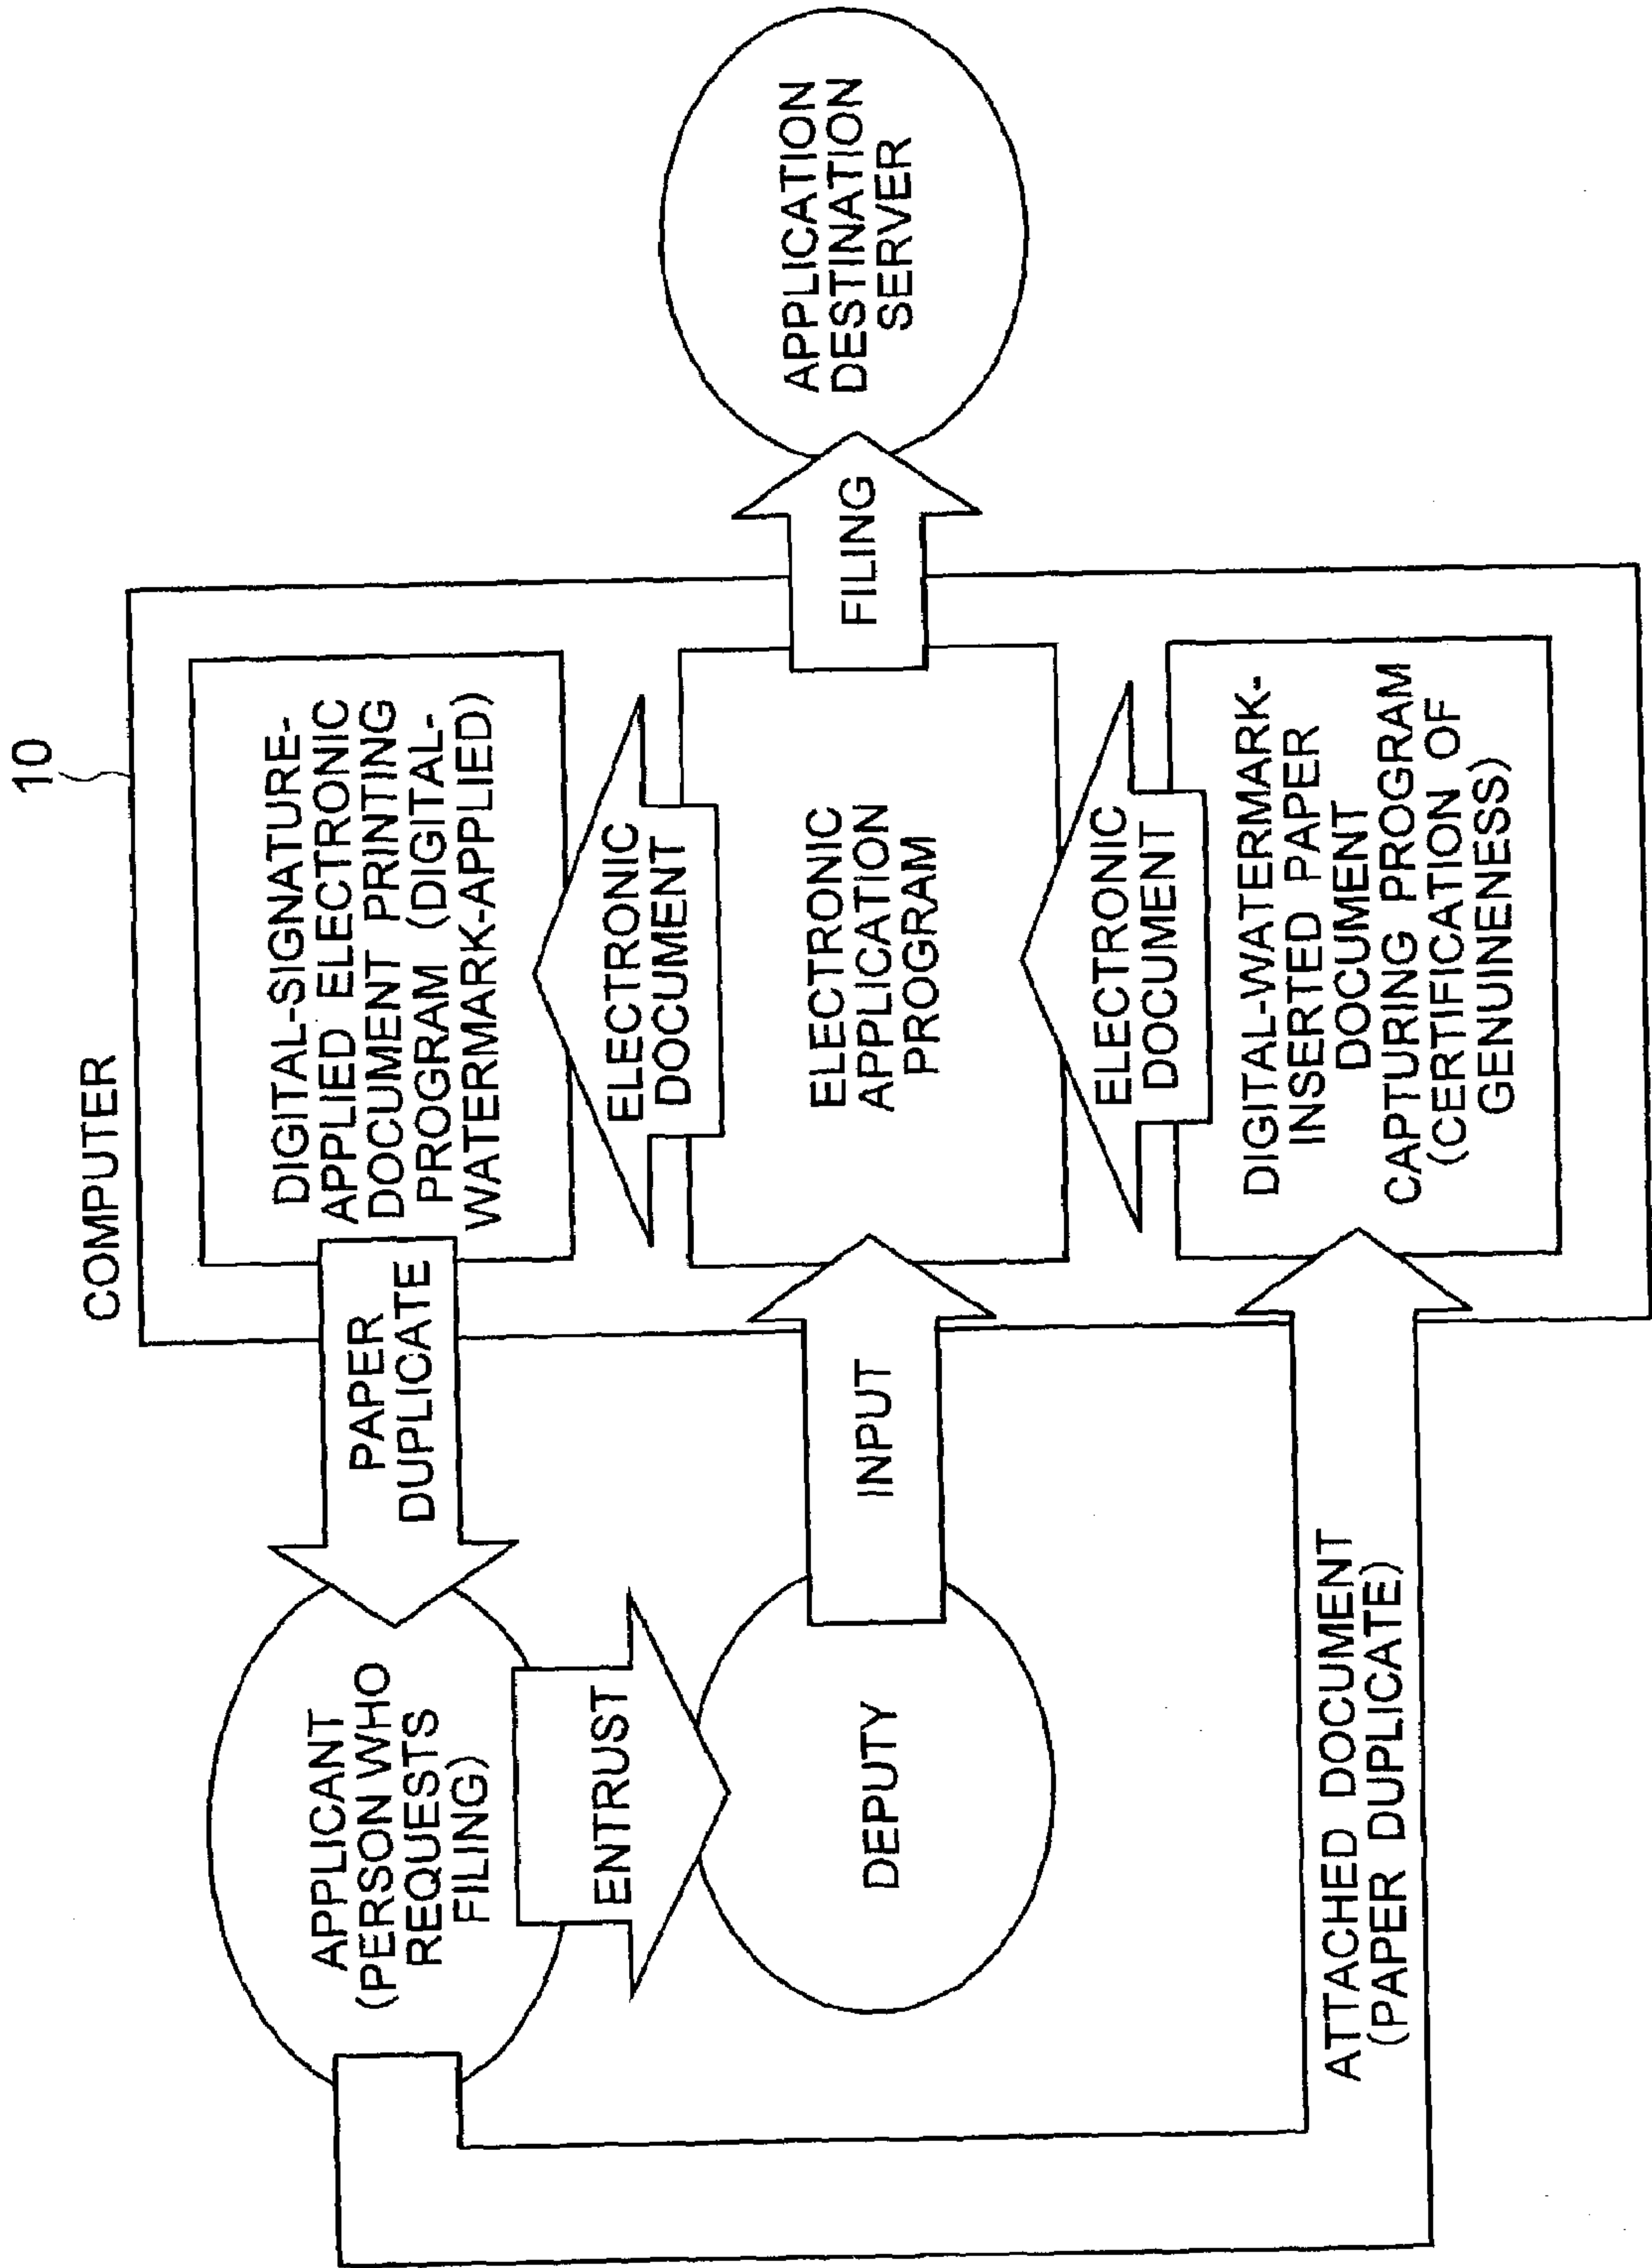 10
COMPUTER
DIGITAL-SIGNATURE-
APPLIED ELECTRONIC
DOCUMENT PRINTING
PROGRAM (DIGITAL-
WATERMARK-APPLIED)
PAPER
DUPLICATE
APPLICANT
(PERSON WHO
REQUESTS
FILING)
ENTRUST
ELECTRONIC
DOCUMENT
DEPUTY
INPUT
ELECTRONIC
APPLICATION
PROGRAM
FILING
APPLICATION
DESTINATION
SERVER
ELECTRONIC
DOCUMENT
ATTACHED DOCUMENT
(PAPER DUPLICATE)
DIGITAL-WATERMARK-
INSERTED PAPER
DOCUMENT
CAPTURING PROGRAM
(CERTIFICATION OF
GENUINENESS)